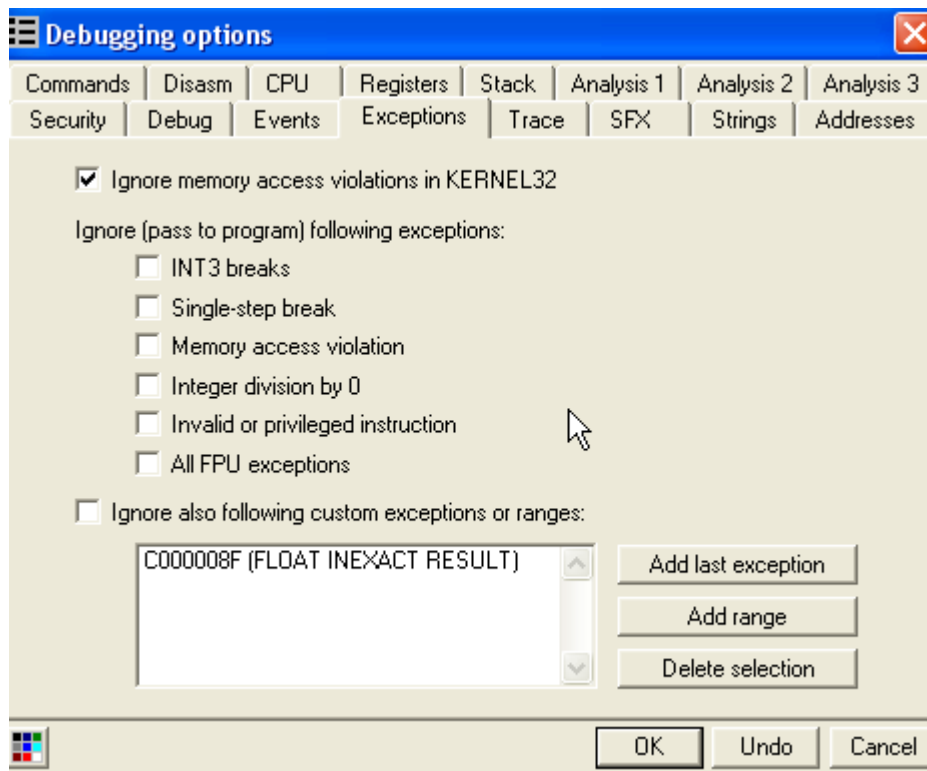 Debugging options
Commands Disasm CPU Registers Stack Analysis 1 Analysis 2 Analysis 3
Security Debug Events Exceptions Trace SFX Strings Addresses
Ignore memory access violations in KERNEL32
Ignore (pass to program) following exceptions:
INT3 breaks
Single-step break
Memory access violation
Integer division by 0
Invalid or privileged instruction
All FPU exceptions
Ignore also following custom exceptions or ranges:
C000008F (FLOAT INEXACT RESULT)
Add last exception
Add range
Delete selection
OK Undo Cancel